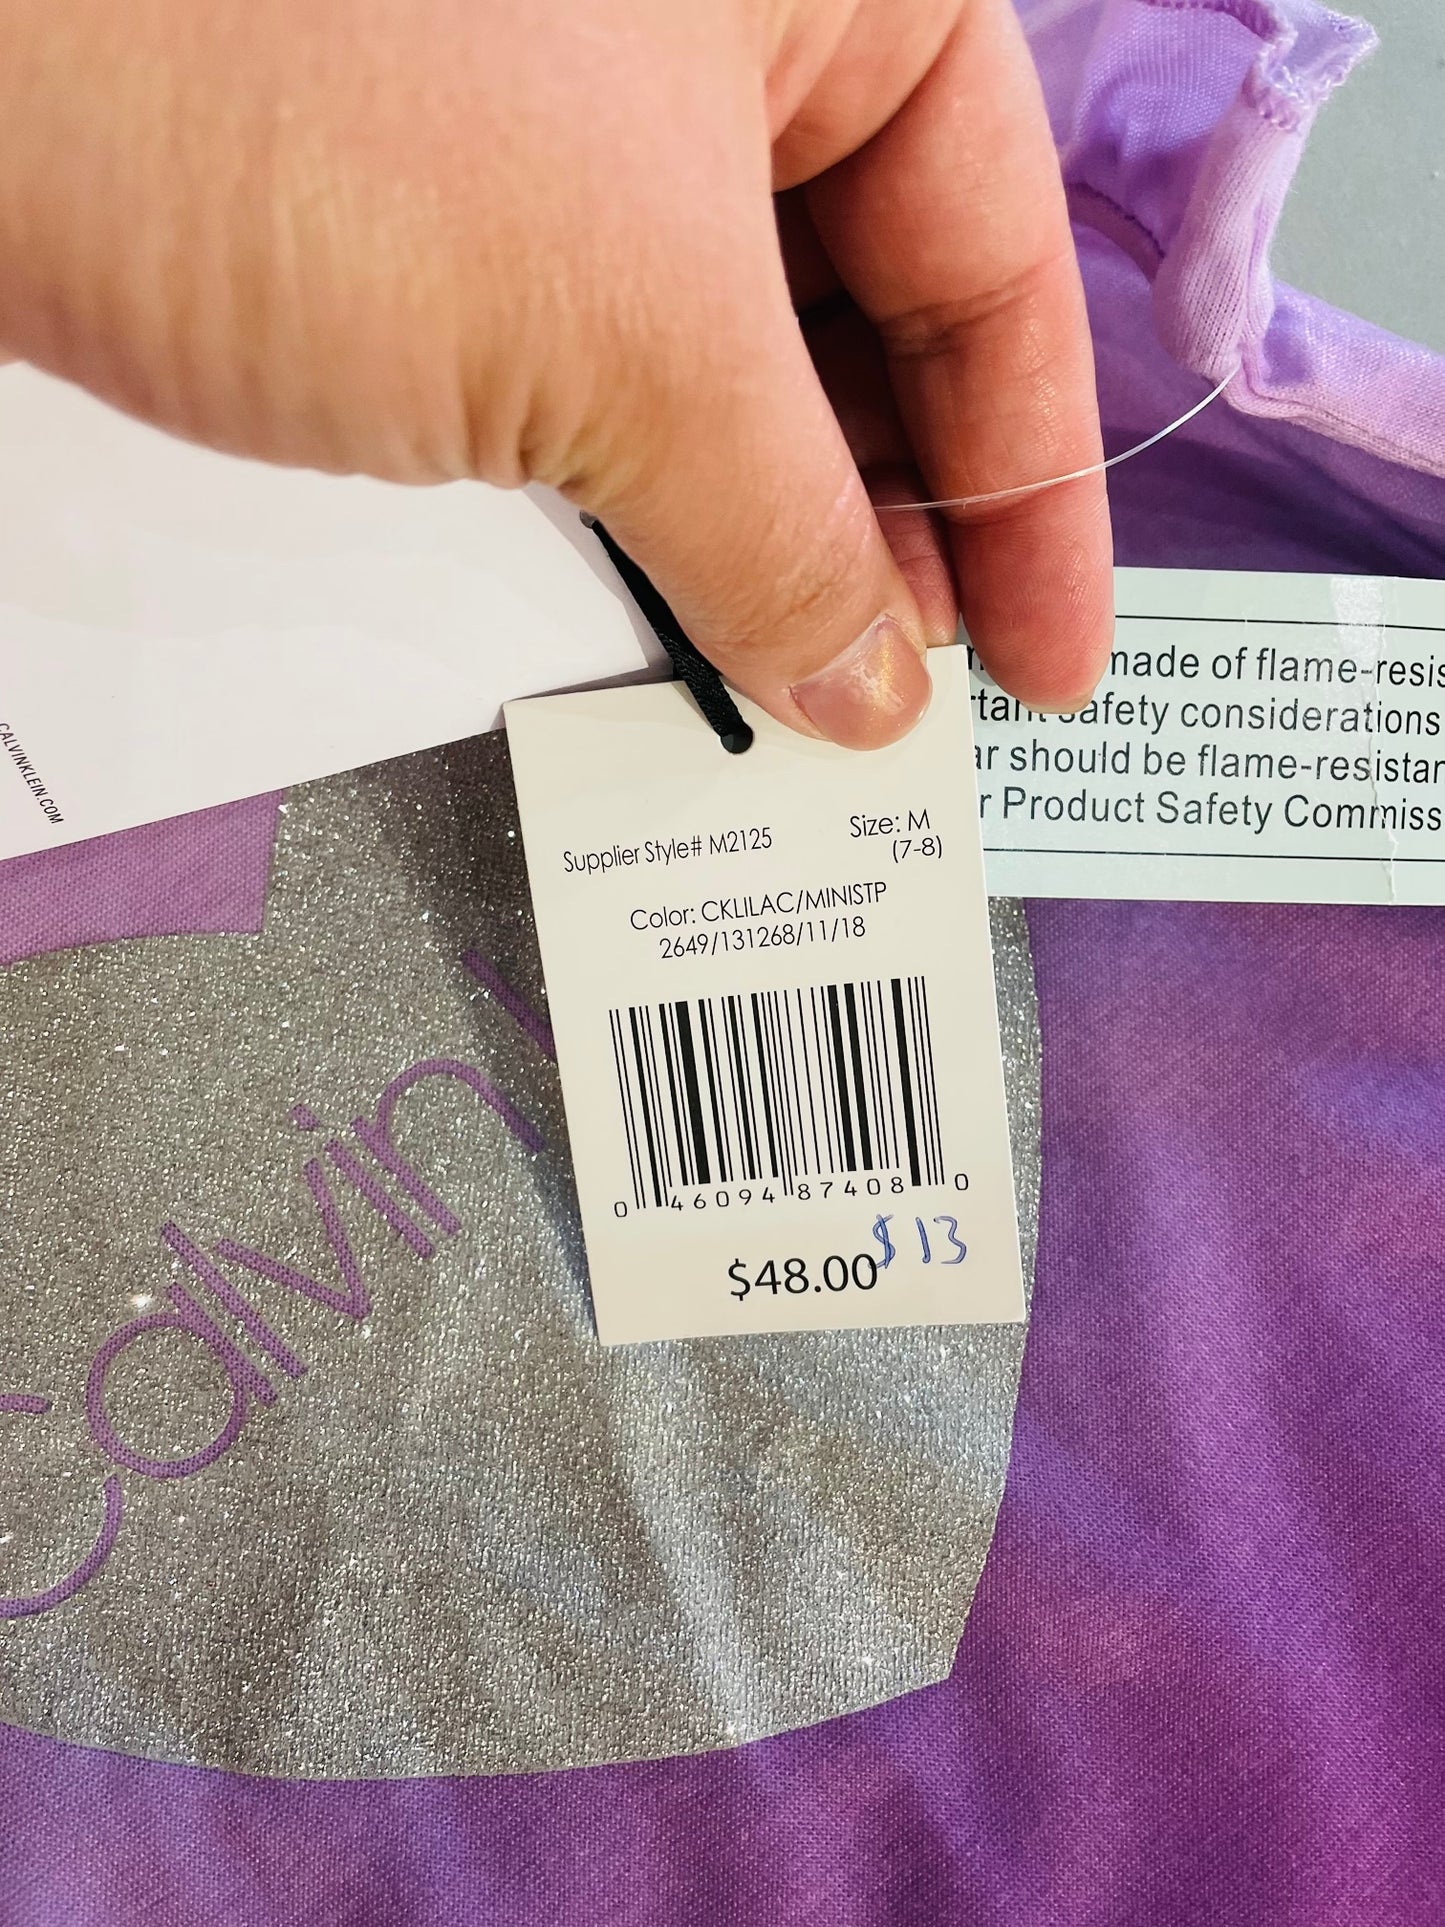 CALVINKLEIN.COM
made of flame-resis
safety considerations
should be flame-resistan
Product Safety Commiss
Supplier Style# M2125
Size: M
(7-8)
Color: CKLILAC/MINISTP
2649/131268/11/18
0 46094 87408 0
$48.00 $13
Calvin